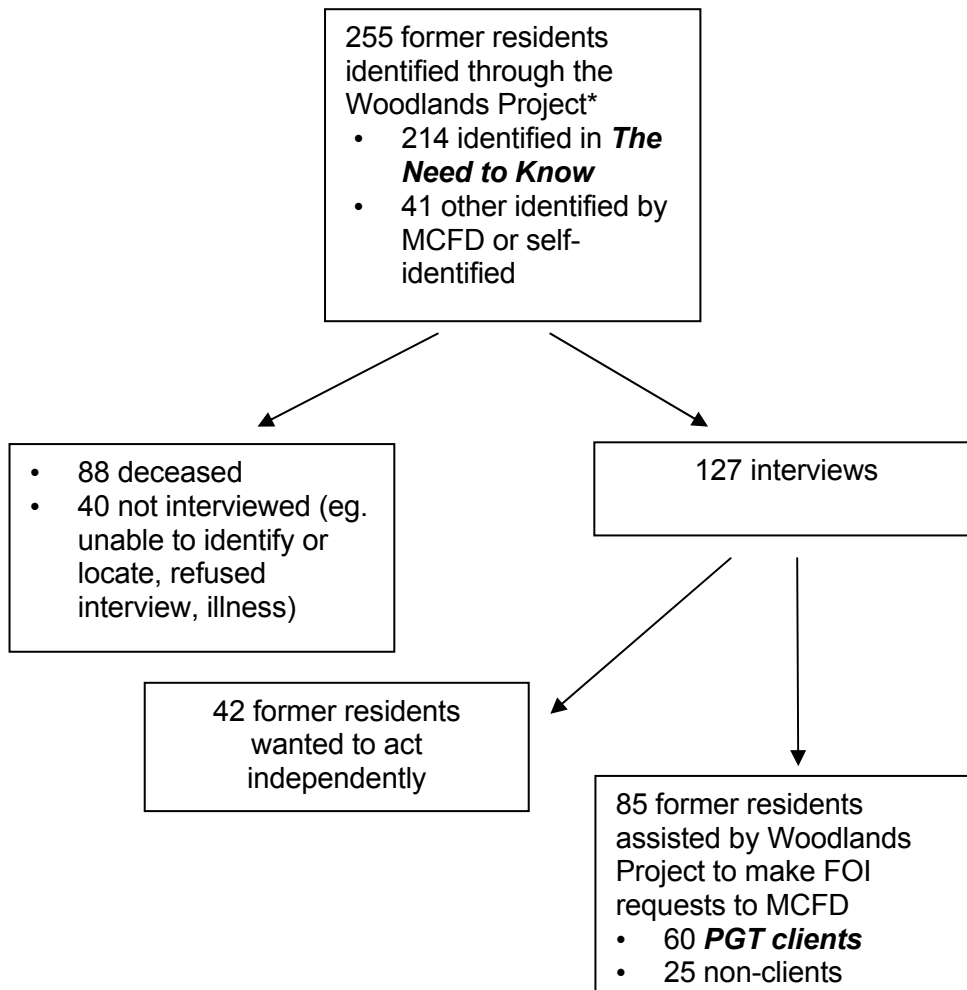 255 former residents
identified through the
Woodlands Project*
• 214 identified in The
Need to Know
• 41 other identified by
MCFD or self-
identified
• 88 deceased
• 40 not interviewed (eg.
unable to identify or
locate, refused
interview, illness)
127 interviews
42 former residents
wanted to act
independently
85 former residents
assisted by Woodlands
Project to make FOI
requests to MCFD
• 60 PGT clients
• 25 non-clients